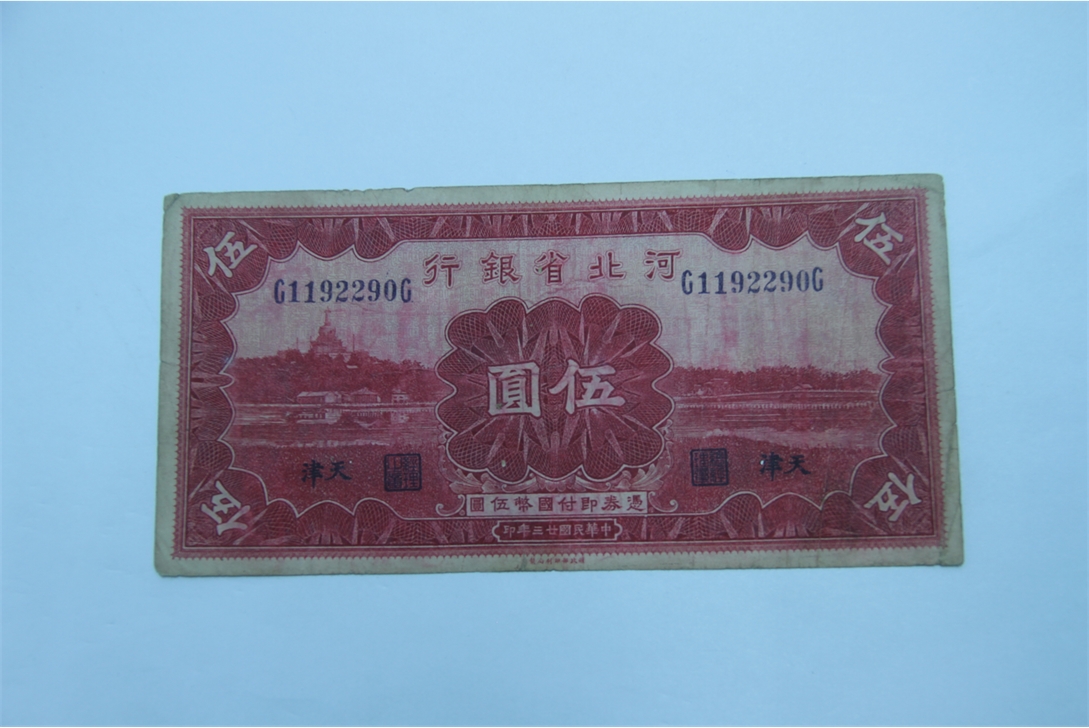 伍 伍
河北省銀行
G1192290G G1192290G
伍圓
天津 天津
憑券即付國幣伍圓
伍 伍
中華民國廿三年印